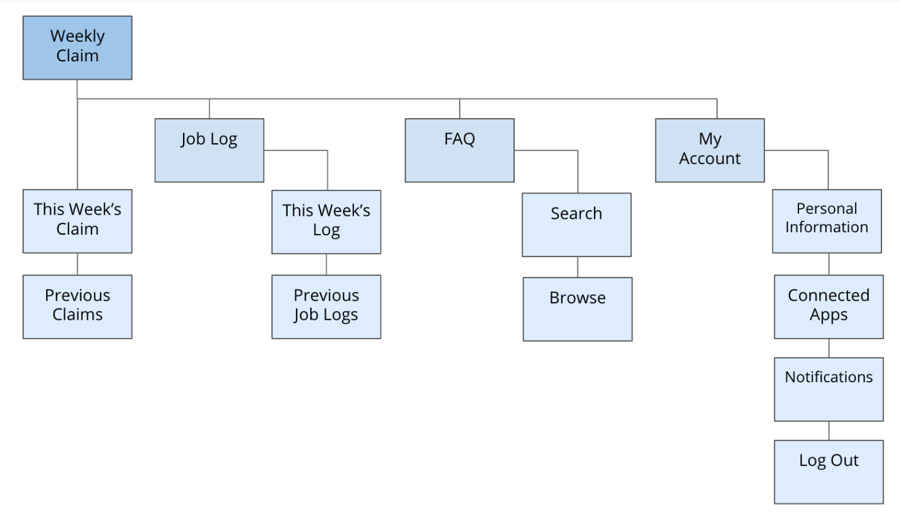 Weekly
Claim
Job Log
FAQ
My
Account
This Week’s
Claim
This Week’s
Log
Search
Personal
Information
Previous
Claims
Previous
Job Logs
Browse
Connected
Apps
Notifications
Log Out